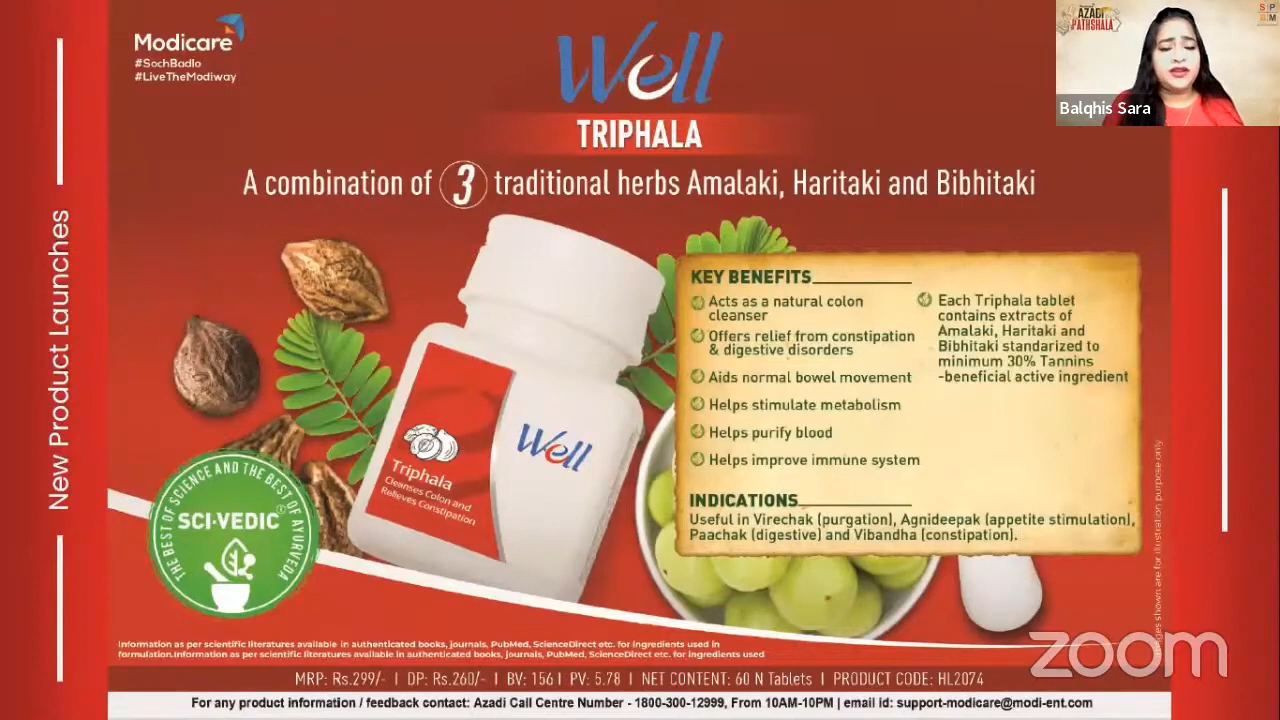 Modicare
#SochBadlo
#LiveTheModiway
Well
TRIPHALA
A combination of 3 traditional herbs Amalaki, Haritaki and Bibhitaki
AZADI
PATHSHALA
Balqhis Sara
New Product Launches
KEY BENEFITS
Acts as a natural colon
cleanser
Offers relief from constipation
& digestive disorders
Aids normal bowel movement
Helps stimulate metabolism
Helps purify blood
Helps improve immune system
Each Triphala tablet
contains extracts of
Amalaki, Haritaki and
Bibhitaki standarized to
minimum 30% Tannins
-beneficial active ingredient
INDICATIONS
Useful in Virechak (purgation), Agnideepak (appetite stimulation),
Paachak (digestive) and Vibandha (constipation).
Triphala
Cleanses Colon and
Relieves Constipation
Well
THE BEST OF SCIENCE AND THE BEST OF AYURVEDA
SCI-VEDIC
Images shown are for illustration purpose only
zoom
Information as per scientific literatures available in authenticated books, journals, PubMed, ScienceDirect etc. for ingredients used in
formulation.Information as per scientific literatures available in authenticated books, journals, PubMed, ScienceDirect etc. for ingredients used
MRP: Rs.299/- | DP: Rs.260/- | BV: 156 | PV: 5.78 | NET CONTENT: 60 N Tablets | PRODUCT CODE: HL2074
For any product information / feedback contact: Azadi Call Centre Number - 1800-300-12999, From 10AM-10PM | email id: support-modicare@modi-ent.com